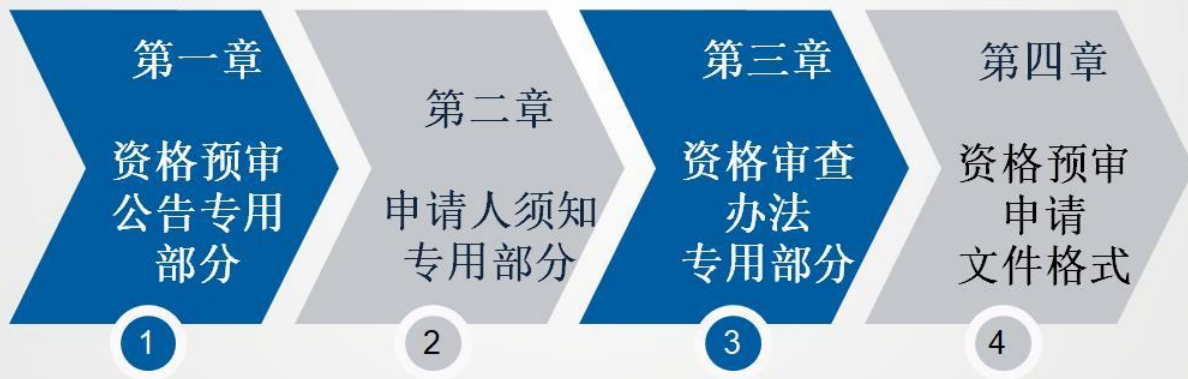 第一章
资格预审
公告专用
部分
1
第二章
申请人须知
专用部分
2
第三章
资格审查
办法
专用部分
3
第四章
资格预审
申请
文件格式
4